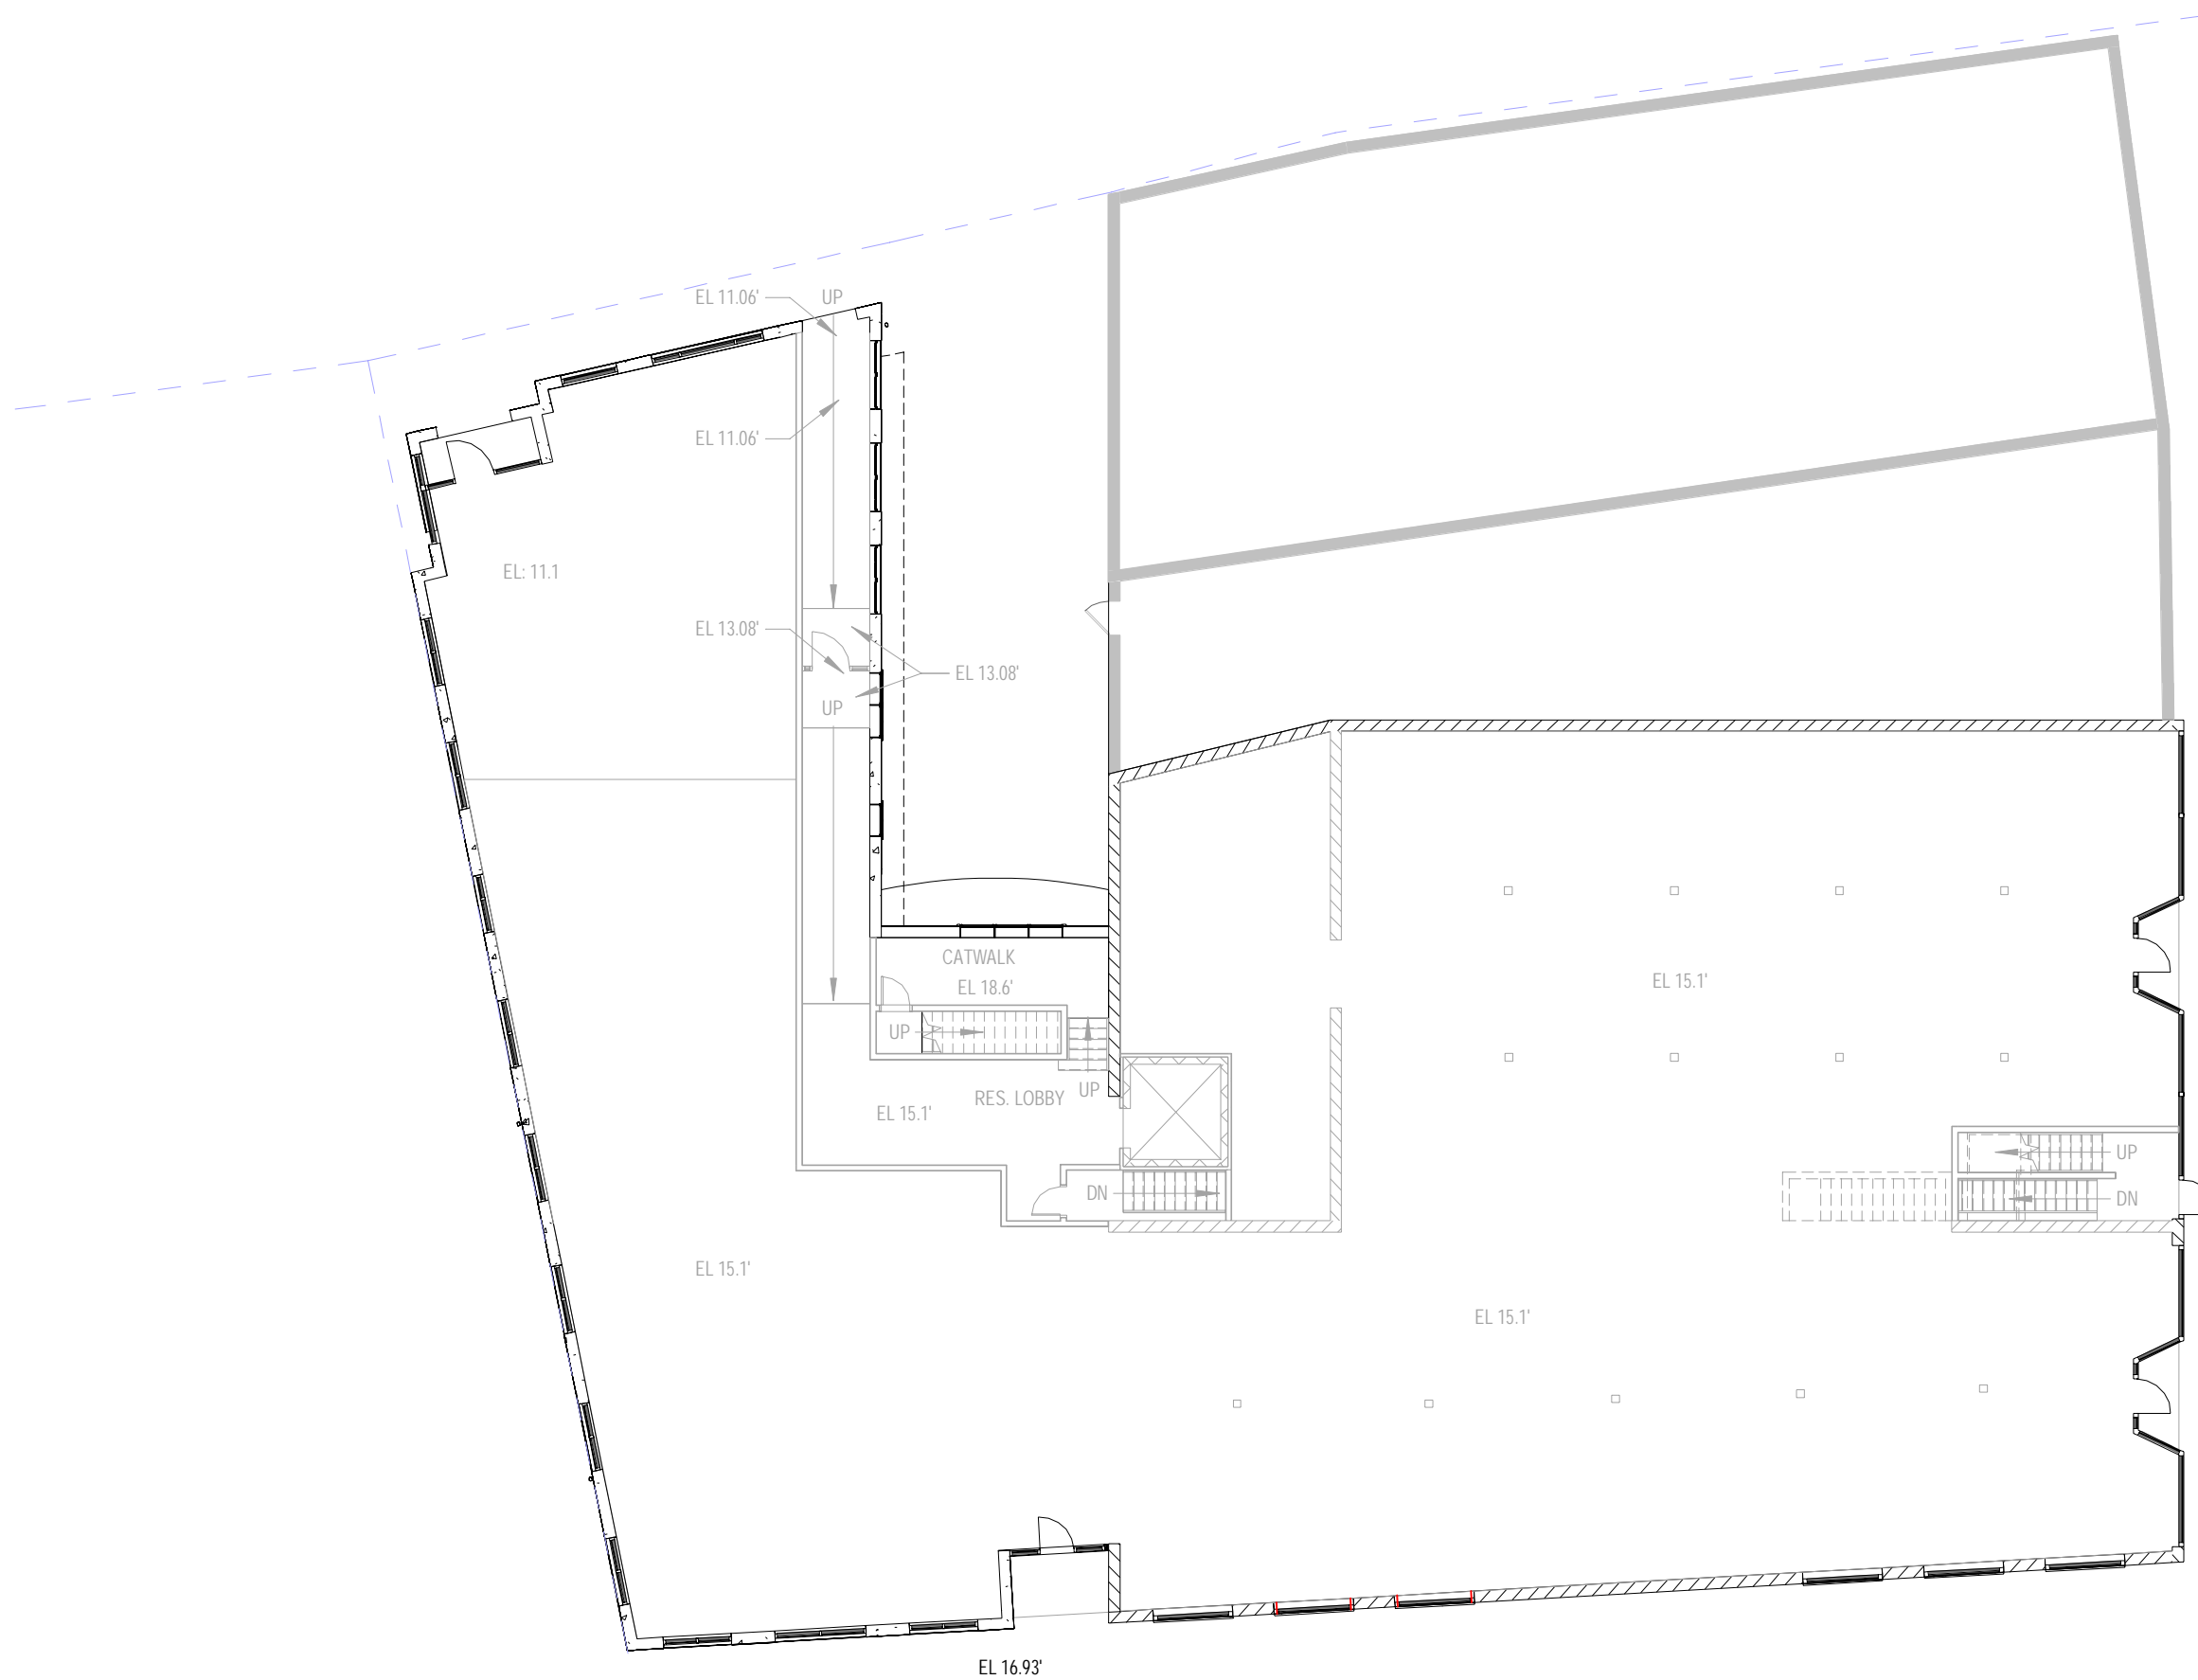 EL 11.06'
UP
EL 11.06'
EL: 11.1
EL 13.08'
EL 13.08'
UP
CATWALK
EL 18.6'
EL 15.1'
UP
UP
RES. LOBBY
EL 15.1'
UP
DN
DN
EL 15.1'
EL 15.1'
EL 16.93'